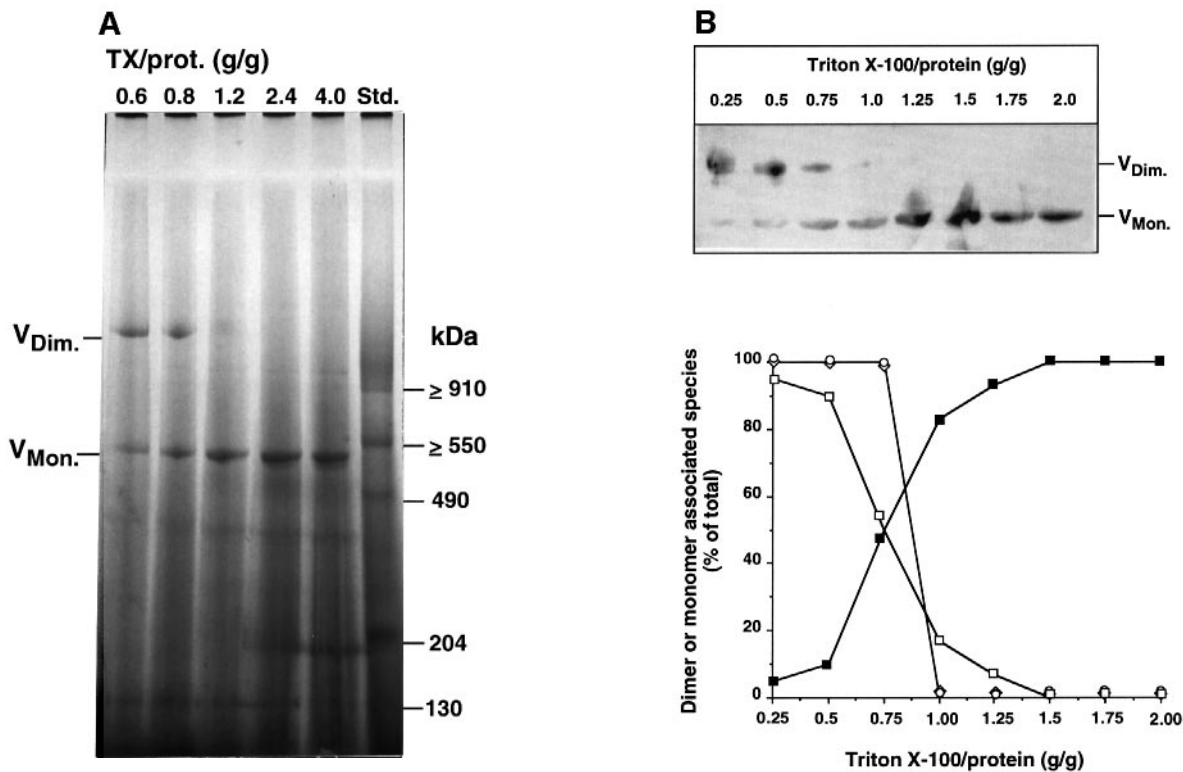 A
TX/prot. (g/g)
0.6 0.8 1.2 2.4 4.0 Std.
VDim.
VMon.
kDa
≥ 910
≥ 550
490
204
130
B
Triton X-100/protein (g/g)
0.25 0.5 0.75 1.0 1.25 1.5 1.75 2.0
VDim.
VMon.
Dimer or monomer associated species
(% of total)
100
80
60
40
20
0
0.25 0.5 0.75 1.00 1.25 1.5 1.75 2.00
Triton X-100/protein (g/g)